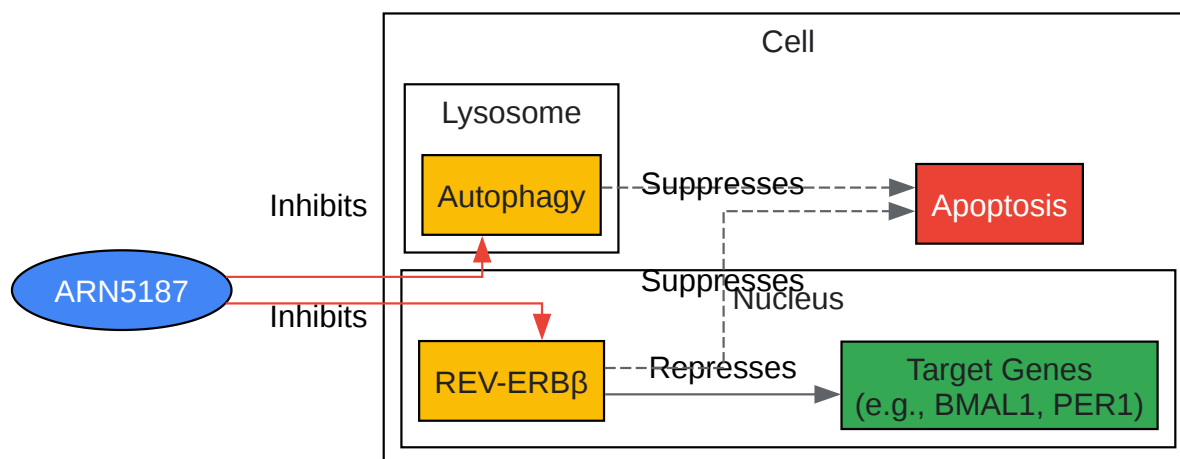 Cell
Lysosome
Autophagy
Suppresses
Apoptosis
Inhibits
ARN5187
Inhibits
Suppresses
Nucleus
REV-ERBβ
Represses
Target Genes
(e.g., BMAL1, PER1)